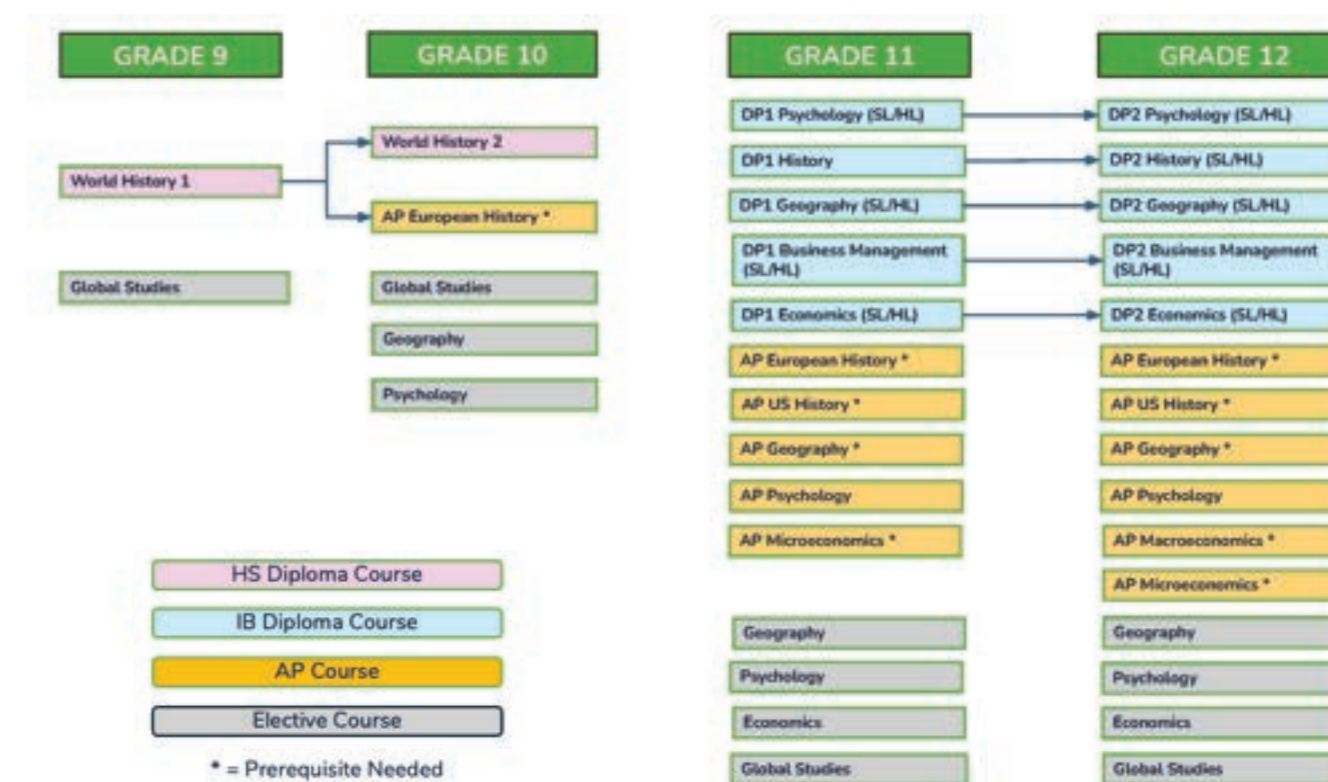 GRADE 9
World History 1
Global Studies
GRADE 10
World History 2
AP European History *
Global Studies
Geography
Psychology
GRADE 11
DP1 Psychology (SL/HL)
DP1 History
DP1 Geography (SL/HL)
DP1 Business Management
(SL/HL)
DP1 Economics (SL/HL)
AP European History *
AP US History *
AP Geography *
AP Psychology
AP Microeconomics *
Geography
Psychology
Economics
Global Studies
GRADE 12
DP2 Psychology (SL/HL)
DP2 History (SL/HL)
DP2 Geography (SL/HL)
DP2 Business Management
(SL/HL)
DP2 Economics (SL/HL)
AP European History *
AP US History *
AP Geography *
AP Psychology
AP Macroeconomics *
AP Microeconomics *
Geography
Psychology
Economics
Global Studies
HS Diploma Course
IB Diploma Course
AP Course
Elective Course
* = Prerequisite Needed